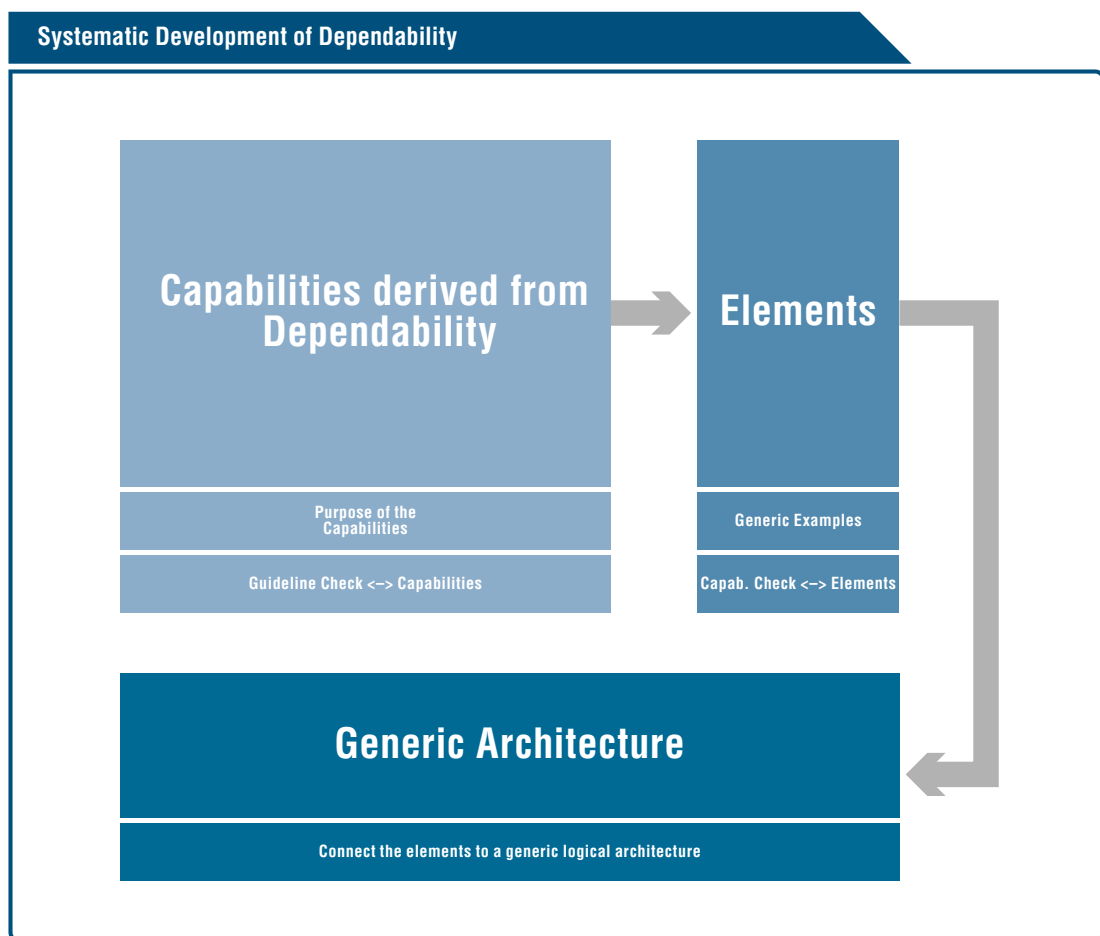 Systematic Development of Dependability
Capabilities derived from
Dependability
Elements
Purpose of the
Capabilities
Generic Examples
Guideline Check <–> Capabilities
Capab. Check <–> Elements
Generic Architecture
Connect the elements to a generic logical architecture